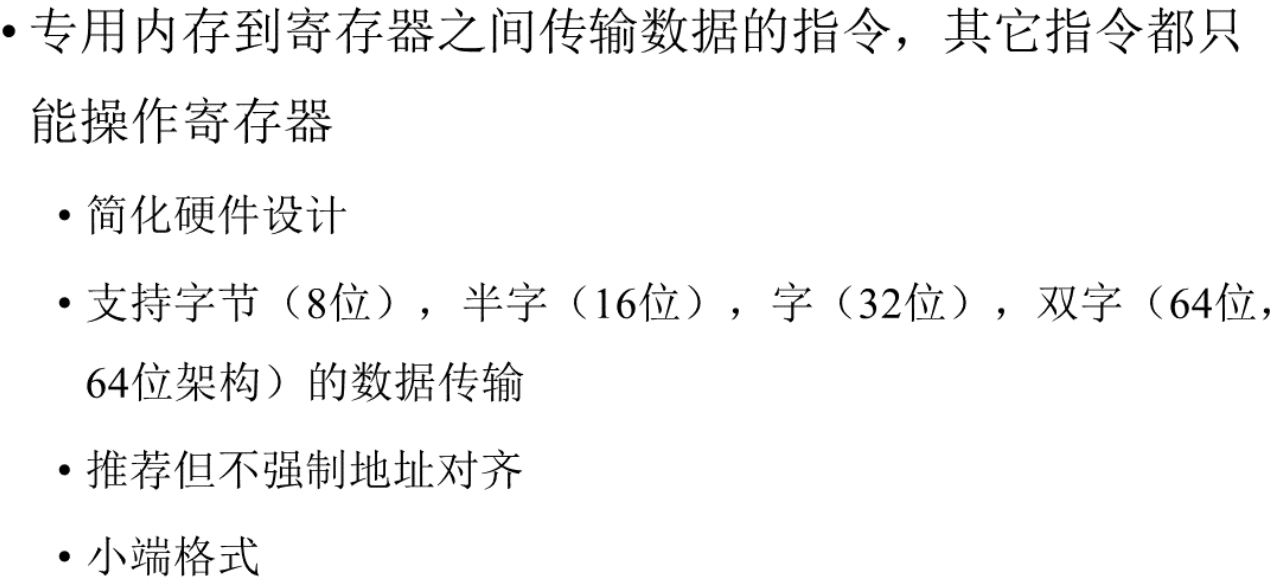 • 专用内存到寄存器之间传输数据的指令，其它指令都只
能操作寄存器
• 简化硬件设计
• 支持字节（8位），半字（16位），字（32位），双字（64位，
64位架构）的数据传输
• 推荐但不强制地址对齐
• 小端格式